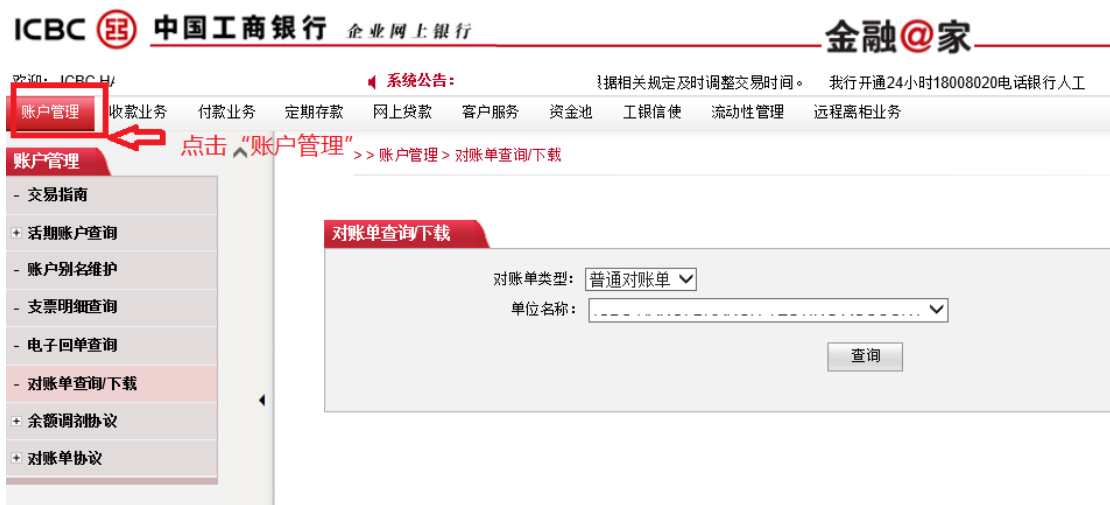 ICBC 中国工商银行 企业网上银行
金融@家
欢迎：ICBC HA
系统公告： 据相关规定及时调整交易时间。 我行开通24小时18008020电话银行人工
账户管理 收款业务 付款业务 定期存款 网上贷款 客户服务 资金池 工银信使 流动性管理 远程离柜业务
点击“账户管理”
>> 账户管理 > 对账单查询/下载
账户管理
- 交易指南
+ 活期账户查询
- 账户别名维护
- 支票明细查询
- 电子回单查询
- 对账单查询/下载
+ 余额调剂协议
+ 对账单协议
对账单查询/下载
对账单类型： 普通对账单
单位名称：
查询